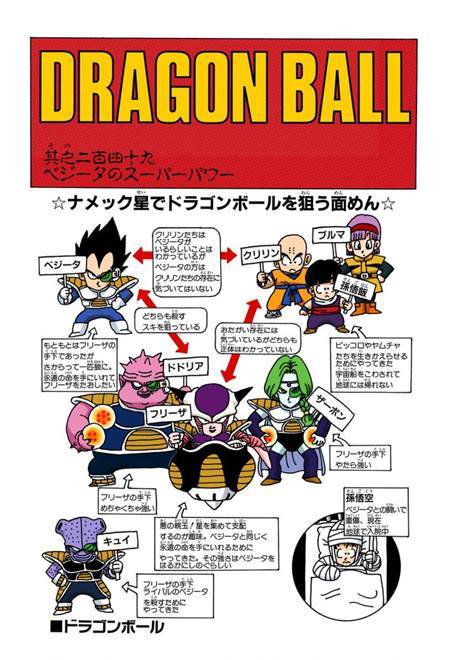 DRAGON BALL
其之二百四十九
ベジータのスーパーパワー
☆ナメック星でドラゴンボールを狙う面めん☆
ベジータ
クリリンたちは
ベジータが
いるらしいことは
わかっているが
ベジータの方は
クリリンたちの存在に
気づいてはいない
クリリン
ブルマ
孫悟飯
もともとはフリーザの
手下であったが
さからって一匹狼に。
永遠の命を手にいれて
フリーザをたおしたい
どちらも殺す
スキを狙っている
おたがい存在には
気づいているがどちらも
正体はわかっていない
ピッコロやヤムチャ
たちを生きかえらせる
ためにやってきた
宇宙船をこわされて
地球には帰れない
ドドリア
フリーザ
ザーボン
フリーザの手下
めちゃくちゃ強い
フリーザの手下
やたら強い
キュイ
悪の親玉！星を集めて支配
するのが趣味。ベジータと同じく
永遠の命を手にいれるために
やってきた。その強さはベジータを
はるかにしのぐらしい
孫悟空
ベジータとの闘いで
重傷、現在
地球で入院中
フリーザの手下
ライバルのベジータ
を殺すために
やってきた
■ドラゴンボール